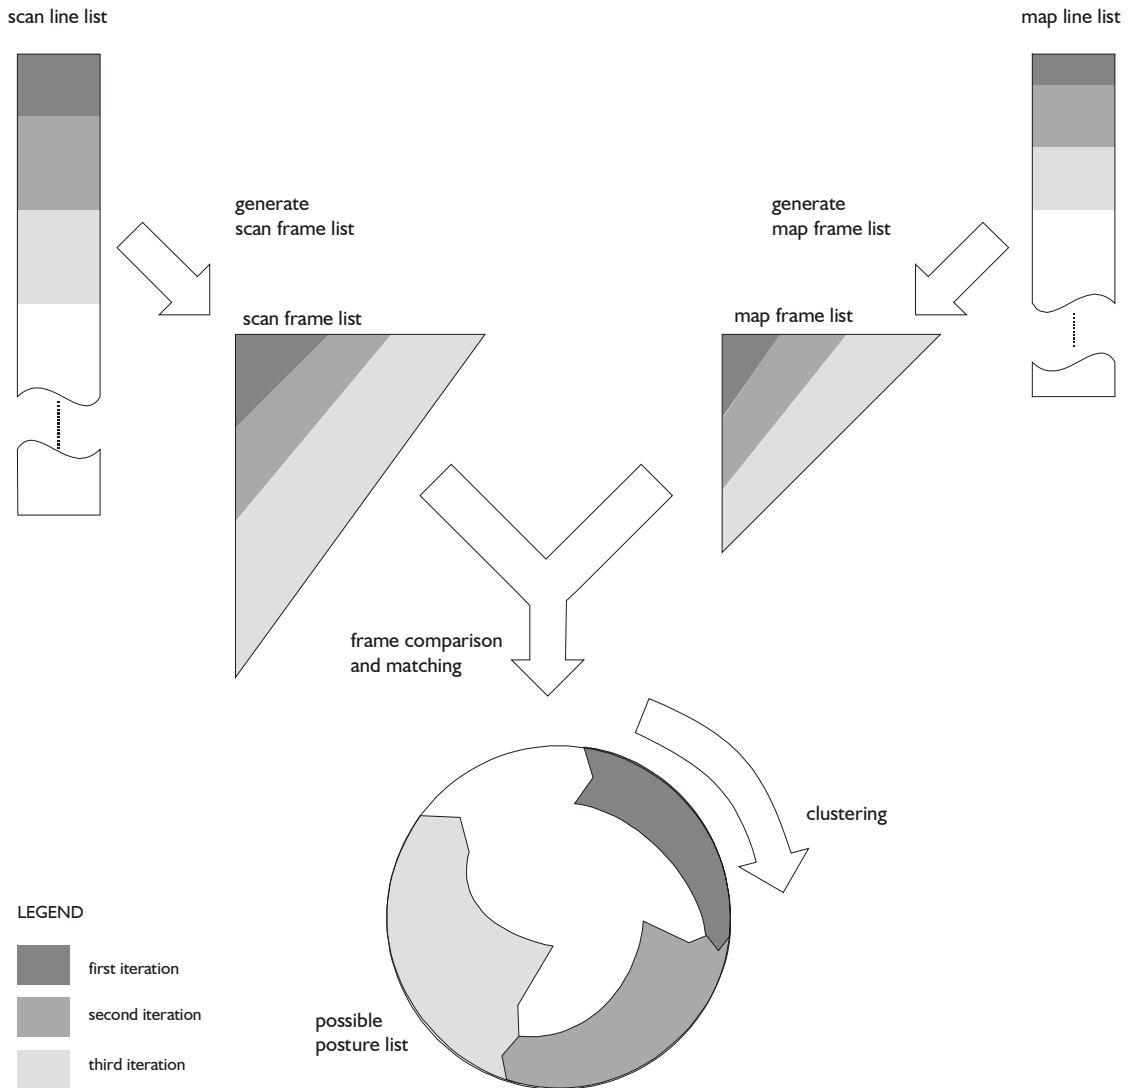 scan line list
map line list
generate
scan frame list
generate
map frame list
scan frame list
map frame list
frame comparison
and matching
clustering
possible
posture list
LEGEND
first iteration
second iteration
third iteration